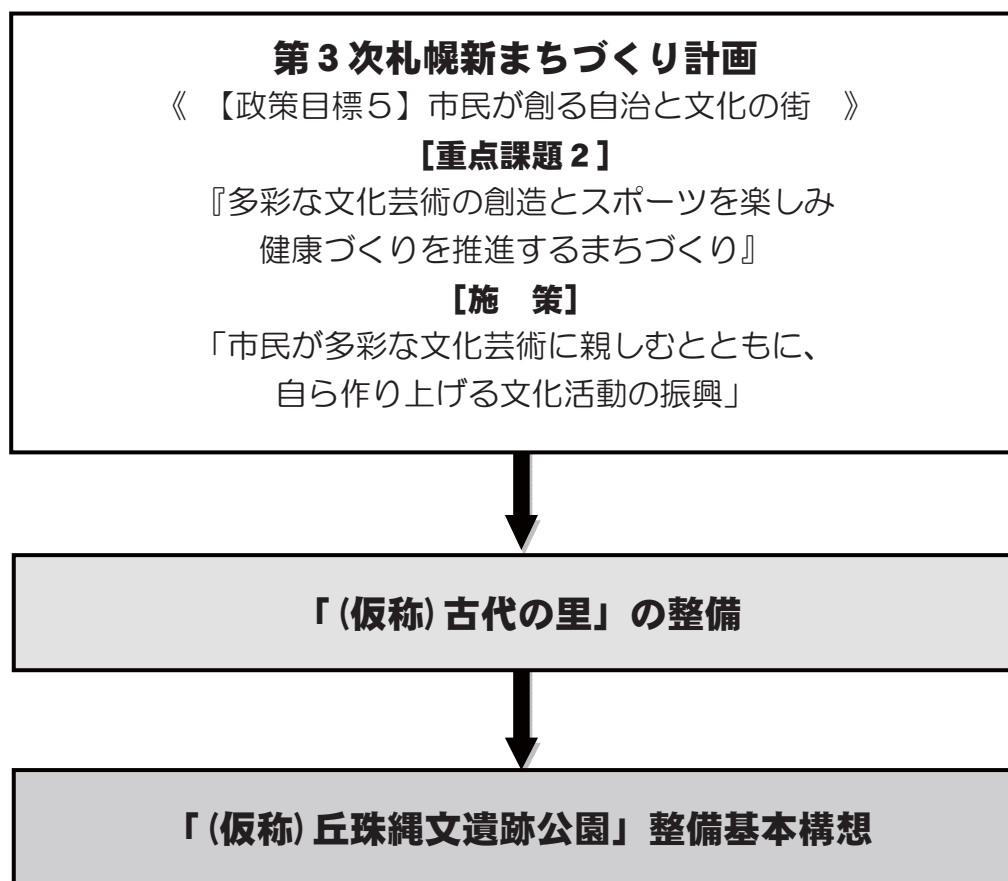 第3次札幌新まちづくり計画
《　【政策目標5】市民が創る自治と文化の街　》
［重点課題2］
『多彩な文化芸術の創造とスポーツを楽しみ
健康づくりを推進するまちづくり』
［施　策］
「市民が多彩な文化芸術に親しむとともに、
自ら作り上げる文化活動の振興」
「(仮称)古代の里」の整備
「(仮称)丘珠縄文遺跡公園」整備基本構想